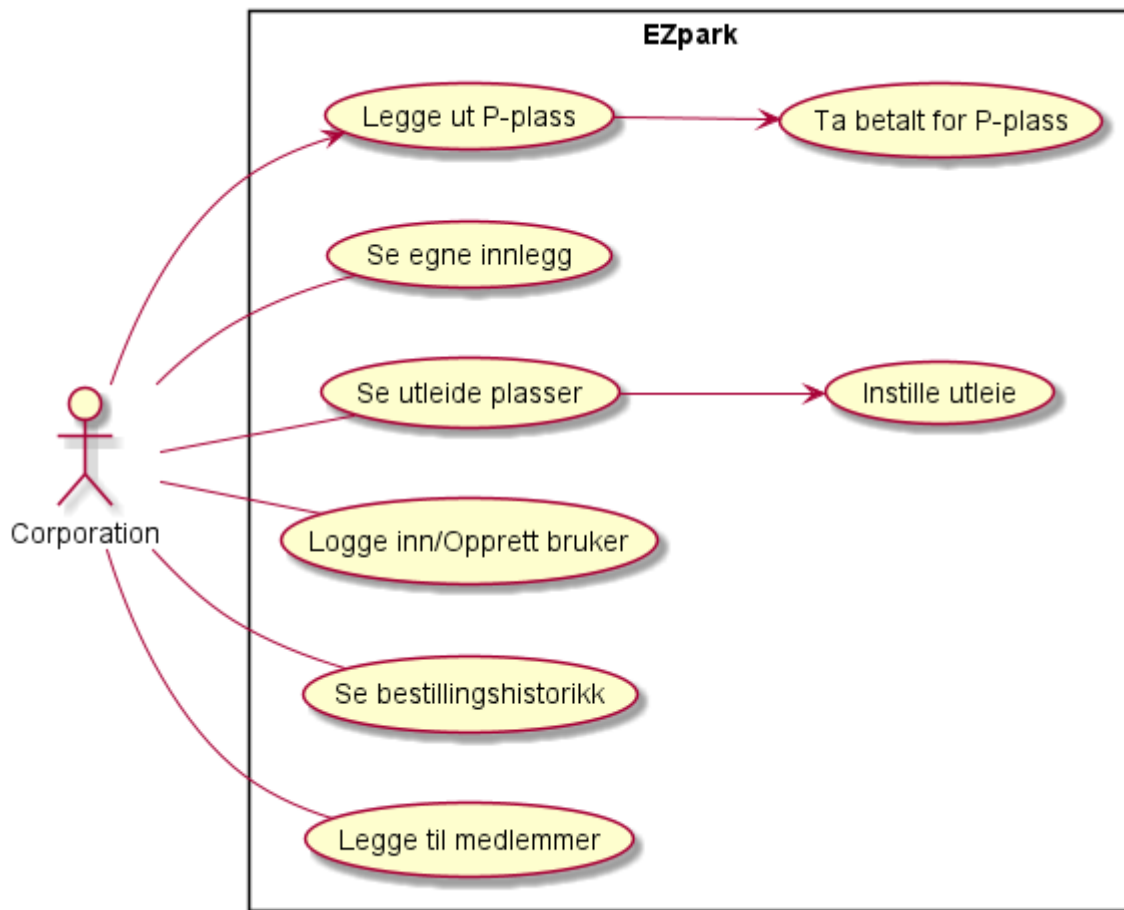 EZpark
Legge ut P-plass
Ta betalt for P-plass
Se egne innlegg
Se utleide plasser
Instille utleie
Corporation
Logge inn/Opprett bruker
Se bestillingshistorikk
Legge til medlemmer